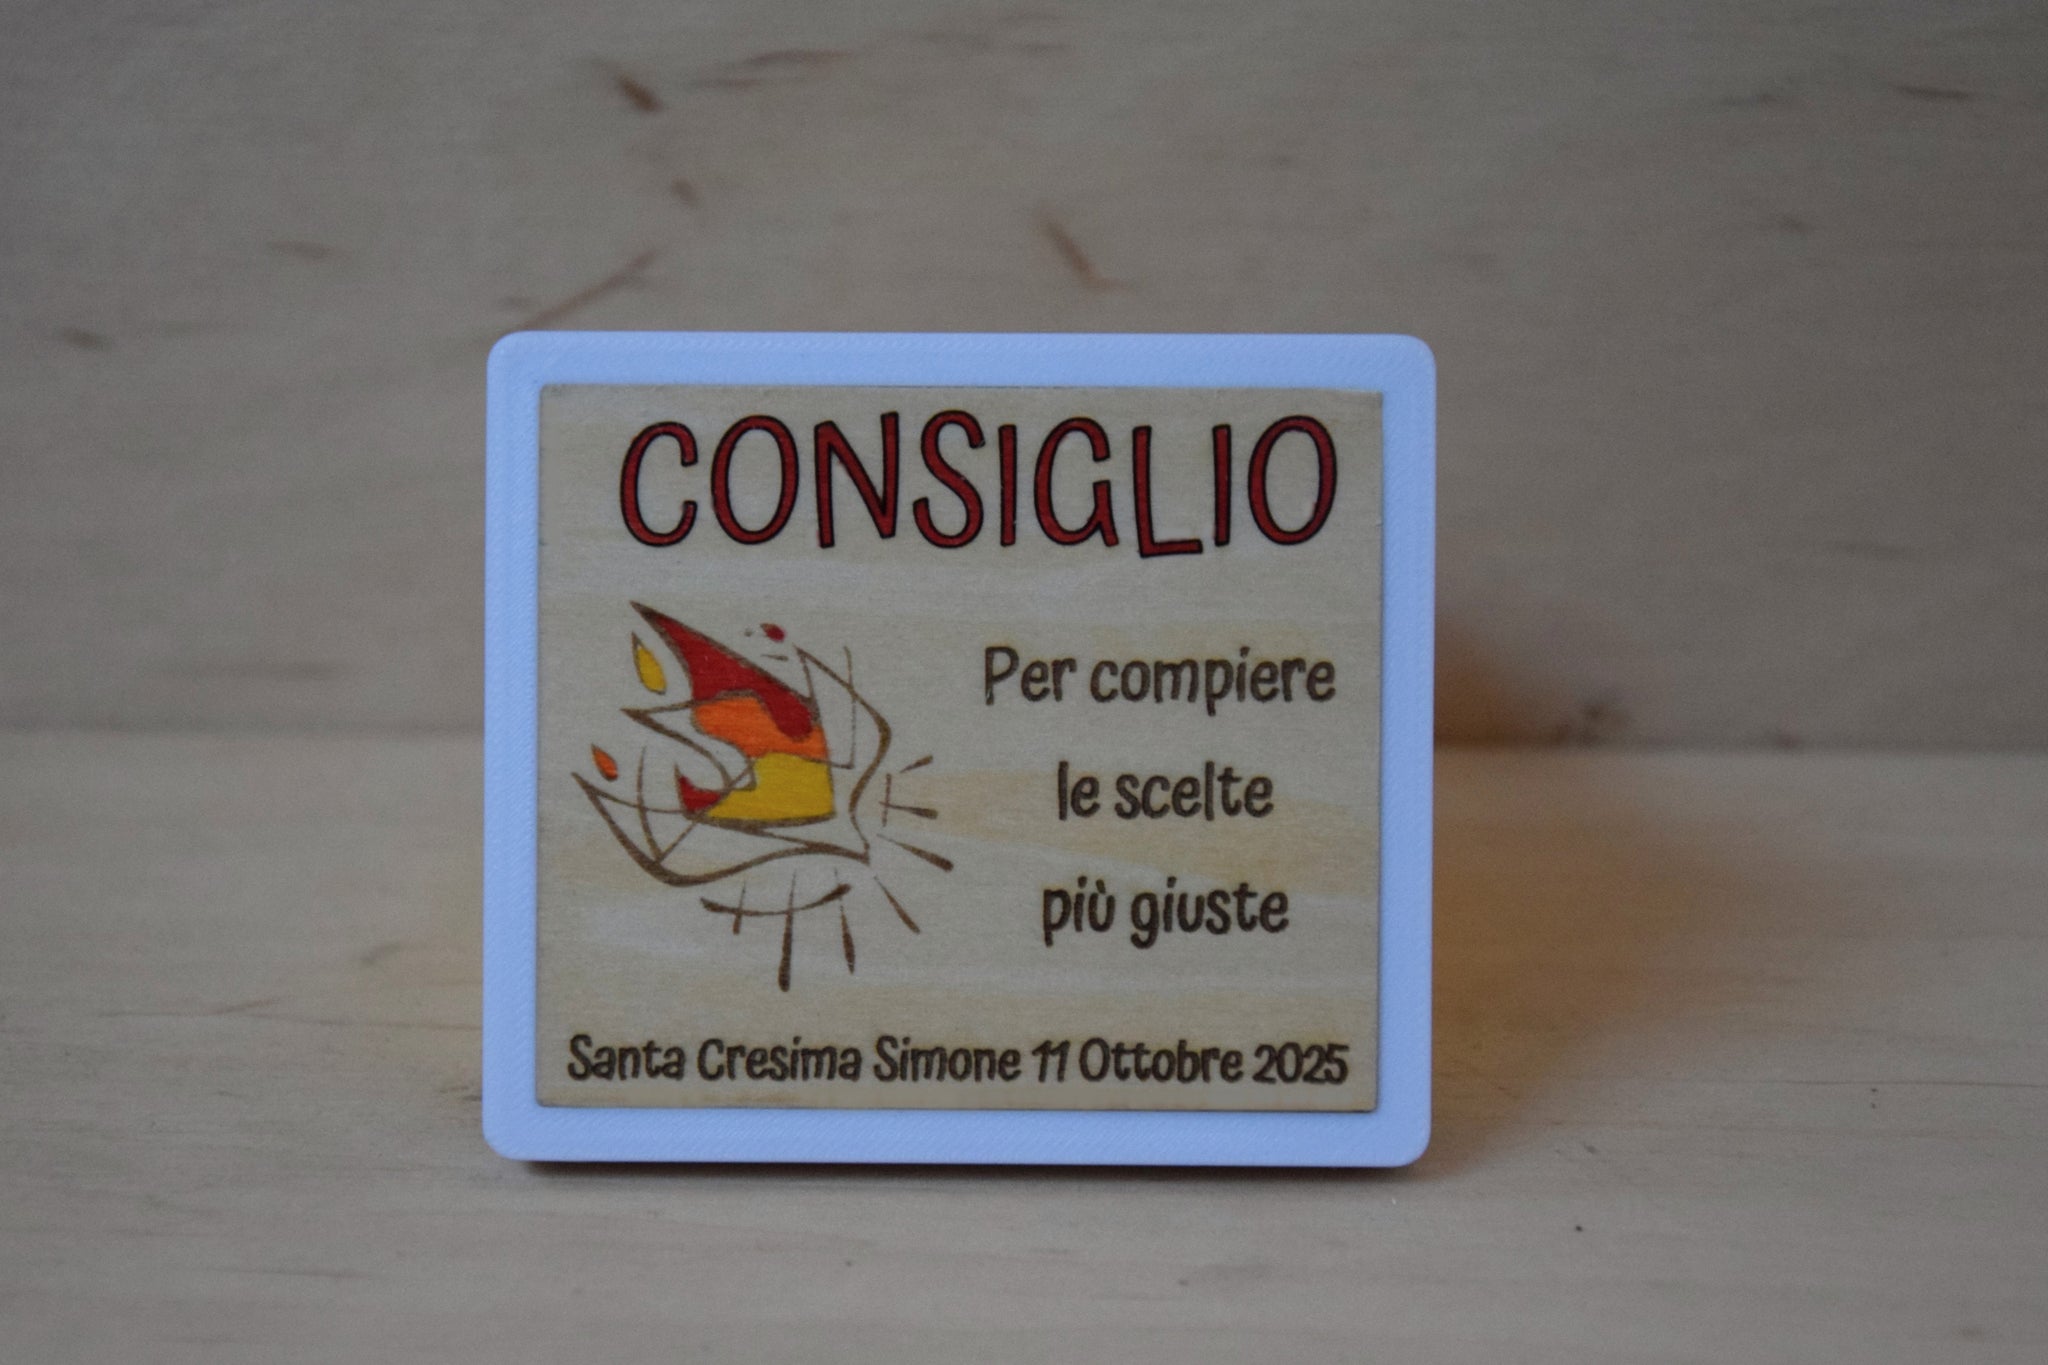 CONSIGLIO
Per compiere
le scelte
più giuste
Santa Cresima Simone 11 Ottobre 2025